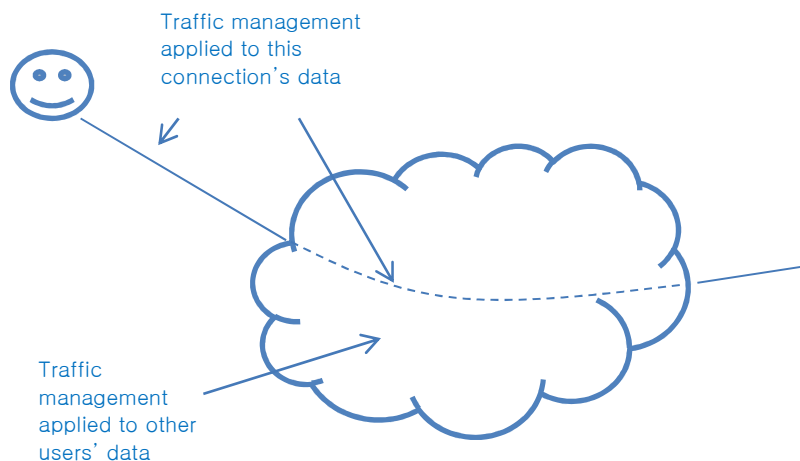 Traffic management
applied to this
connection’s data
Traffic
management
applied to other
users’ data